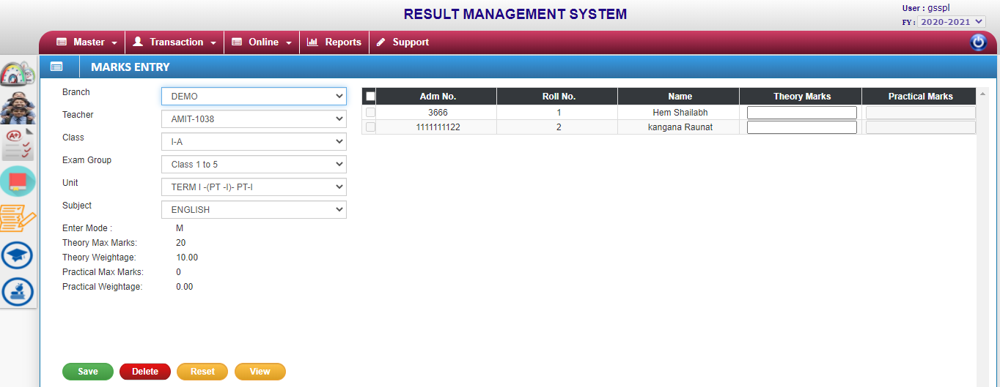 RESULT MANAGEMENT SYSTEM
User : gsspl
FY : 2020-2021
Master Transaction Online Reports Support
MARKS ENTRY
Branch DEMO
Teacher AMIT-1038
Class I-A
Exam Group Class 1 to 5
Unit TERM I -(PT -I)- PT-I
Subject ENGLISH
Enter Mode : M
Theory Max Marks: 20
Theory Weightage: 10.00
Practical Max Marks: 0
Practical Weightage: 0.00
Adm No. Roll No. Name Theory Marks Practical Marks
3666 1 Hem Shailabh
1111111122 2 kangana Raunat
A+
Save Delete Reset View